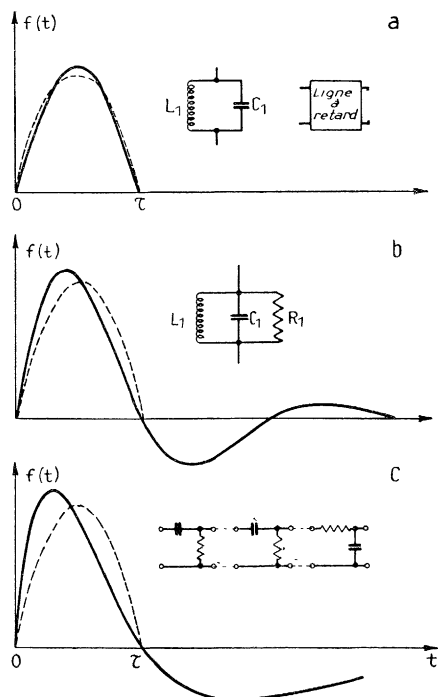 f(t)
a
L1
C1
Ligne
à
retard
0
τ
f(t)
b
L1
C1
R1
f(t)
C
0
τ
t